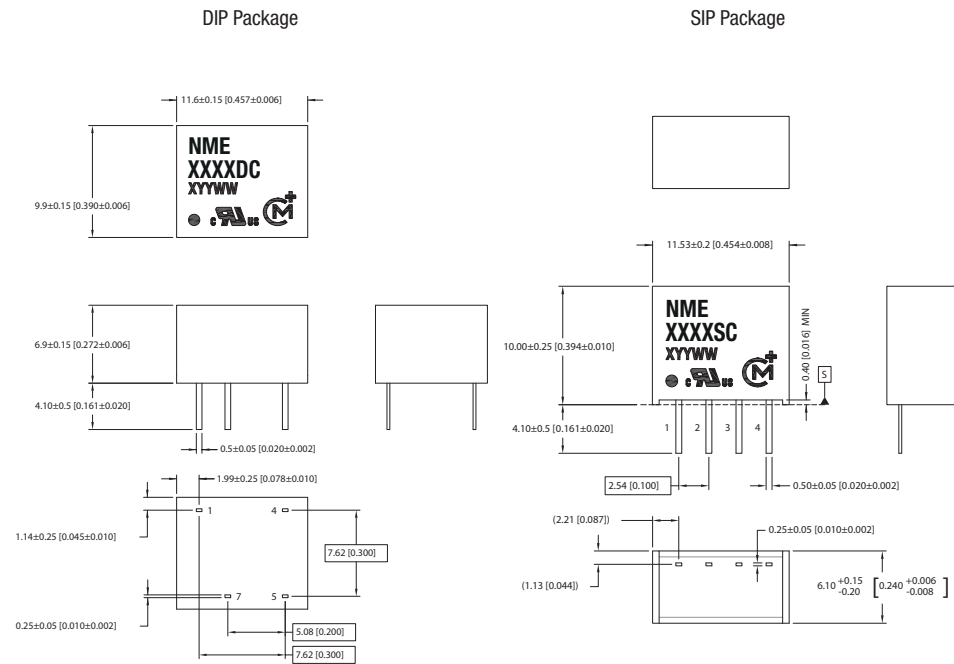 DIP Package
SIP Package
11.6±0.15 [0.457±0.006]
NME
XXXXDC
XYYWW
c RU us CM+
9.9±0.15 [0.390±0.006]
6.9±0.15 [0.272±0.006]
4.10±0.5 [0.161±0.020]
0.5±0.05 [0.020±0.002]
1.99±0.25 [0.078±0.010]
1
4
1.14±0.25 [0.045±0.010]
7.62 [0.300]
7
5
0.25±0.05 [0.010±0.002]
5.08 [0.200]
7.62 [0.300]
11.53±0.2 [0.454±0.008]
NME
XXXXSC
XYYWW
c RU us CM+
10.00±0.25 [0.394±0.010]
0.40 [0.016] MIN
S
4.10±0.5 [0.161±0.020]
1 2 3 4
2.54 [0.100]
0.50±0.05 [0.020±0.002]
(2.21 [0.087])
0.25±0.05 [0.010±0.002]
(1.13 [0.044])
6.10 +0.15 -0.20 [0.240 +0.006 -0.008]